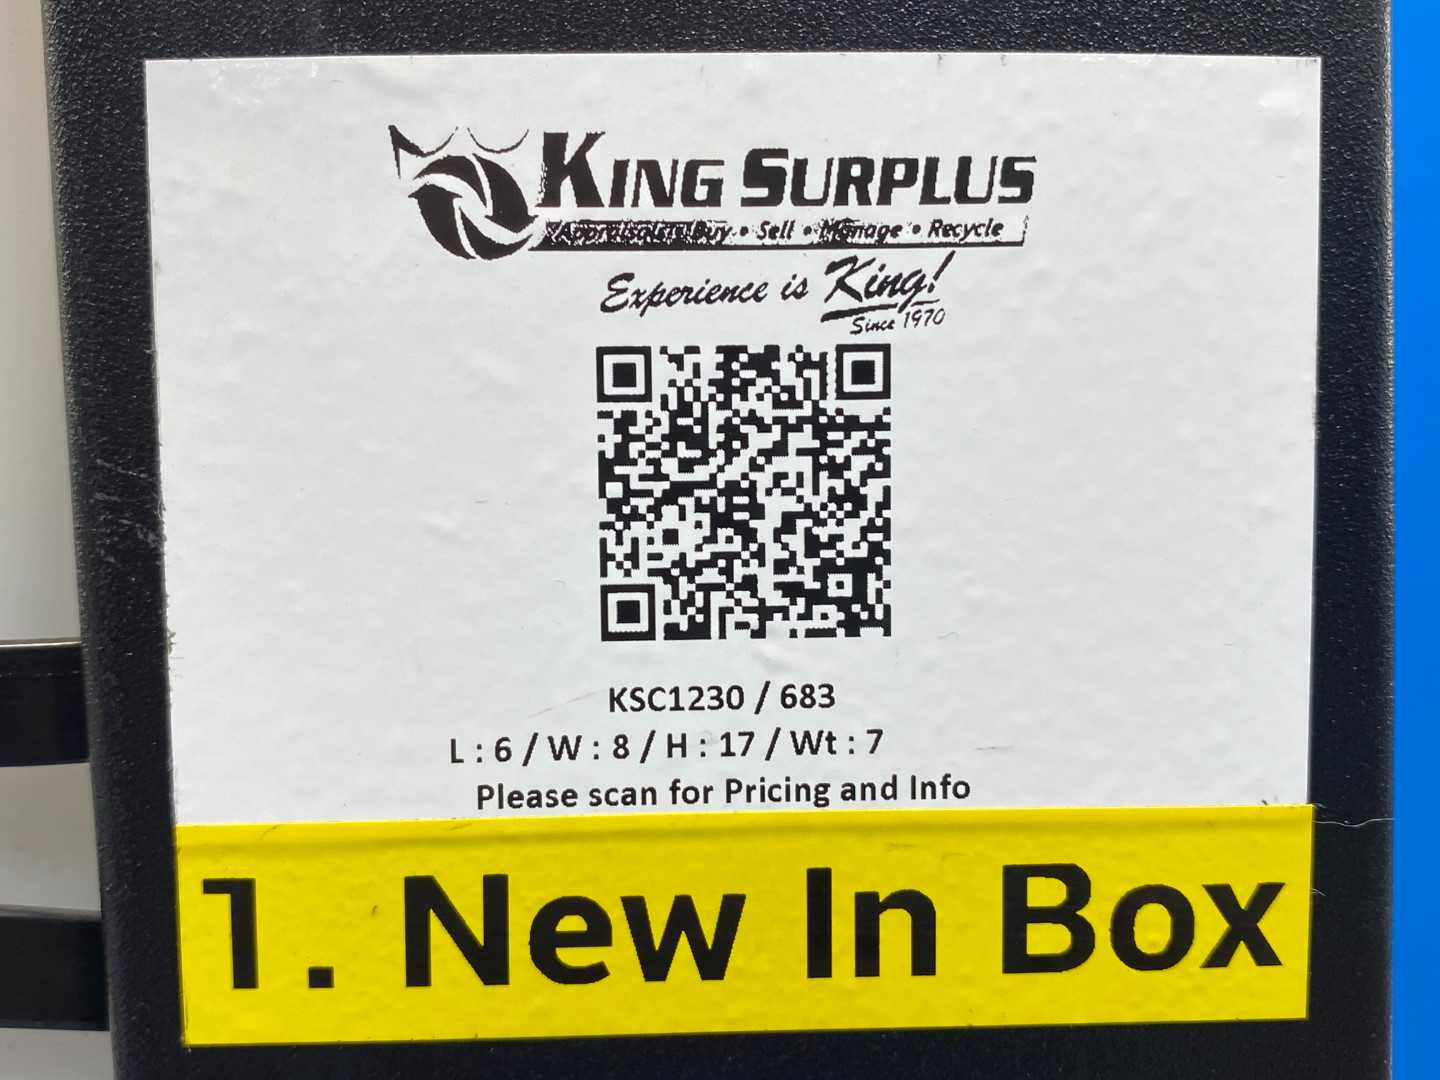 KING SURPLUS
Appraisals • Buy • Sell • Manage • Recycle
Experience is King!
Since 1970
KSC1230 / 683
L : 6 / W : 8 / H : 17 / Wt : 7
Please scan for Pricing and Info
1. New In Box